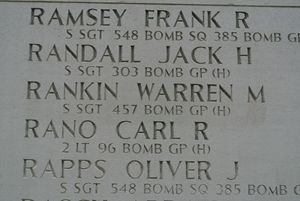 RAMSEY FRANK R
S SGT 548 BOMB SQ 385 BOMB GP
RANDALL JACK H
S SGT 303 BOMB GP (H)
RANKIN WARREN M
S SGT 457 BOMB GP (H)
RANO CARL R
2 LT 96 BOMB GP (H)
RAPPS OLIVER J
S SGT 548 BOMB SQ 385 BOMB G